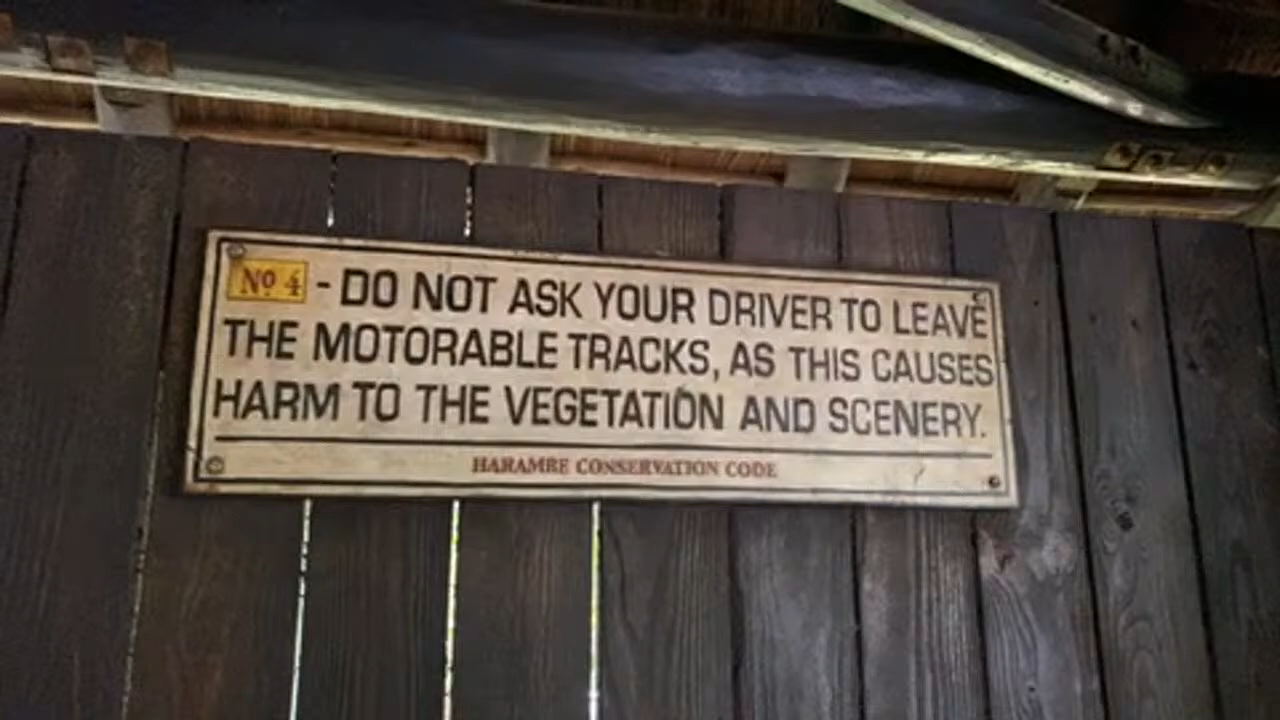 No 4 - DO NOT ASK YOUR DRIVER TO LEAVE
THE MOTORABLE TRACKS, AS THIS CAUSES
HARM TO THE VEGETATION AND SCENERY.
HARAMBE CONSERVATION CODE